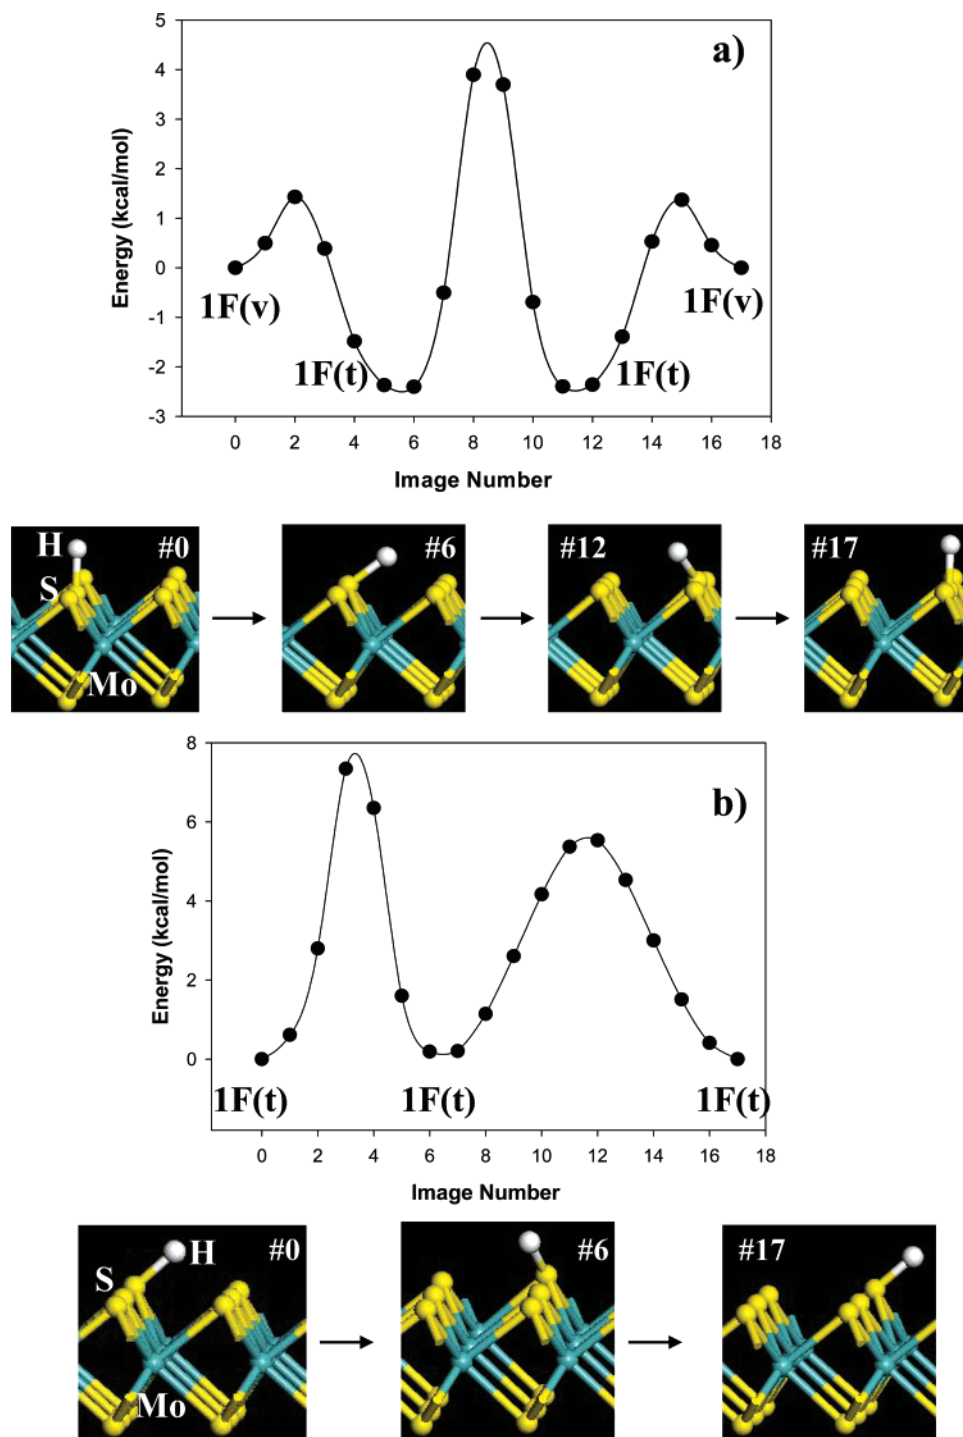 a)
5
4
3
2
1
0
-1
-2
-3
Energy (kcal/mol)
1F(v)
1F(t)
1F(t)
1F(v)
0 2 4 6 8 10 12 14 16 18
Image Number
H #0
S
Mo
#6
#12
#17
b)
8
6
4
2
0
Energy (kcal/mol)
1F(t) 1F(t) 1F(t)
0 2 4 6 8 10 12 14 16 18
Image Number
H #0
S
Mo
#6
#17